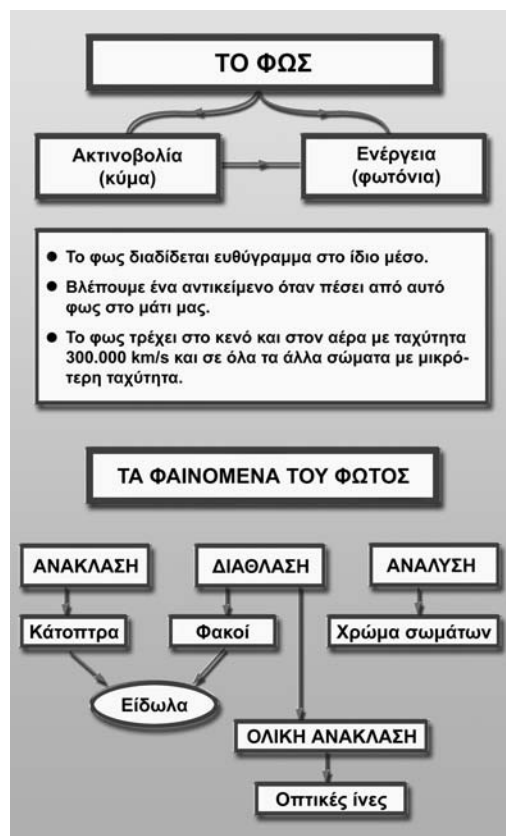 ΤΟ ΦΩΣ
Ακτινοβολία
(κύμα)
Ενέργεια
(φωτόνια)
● Το φως διαδίδεται ευθύγραμμα στο ίδιο μέσο.
● Βλέπουμε ένα αντικείμενο όταν πέσει από αυτό
φως στο μάτι μας.
● Το φως τρέχει στο κενό και στον αέρα με ταχύτητα
300.000 km/s και σε όλα τα άλλα σώματα με μικρό-
τερη ταχύτητα.
ΤΑ ΦΑΙΝΟΜΕΝΑ ΤΟΥ ΦΩΤΟΣ
ΑΝΑΚΛΑΣΗ
ΔΙΑΘΛΑΣΗ
ΑΝΑΛΥΣΗ
Κάτοπτρα
Φακοί
Χρώμα σωμάτων
Είδωλα
ΟΛΙΚΗ ΑΝΑΚΛΑΣΗ
Οπτικές ίνες